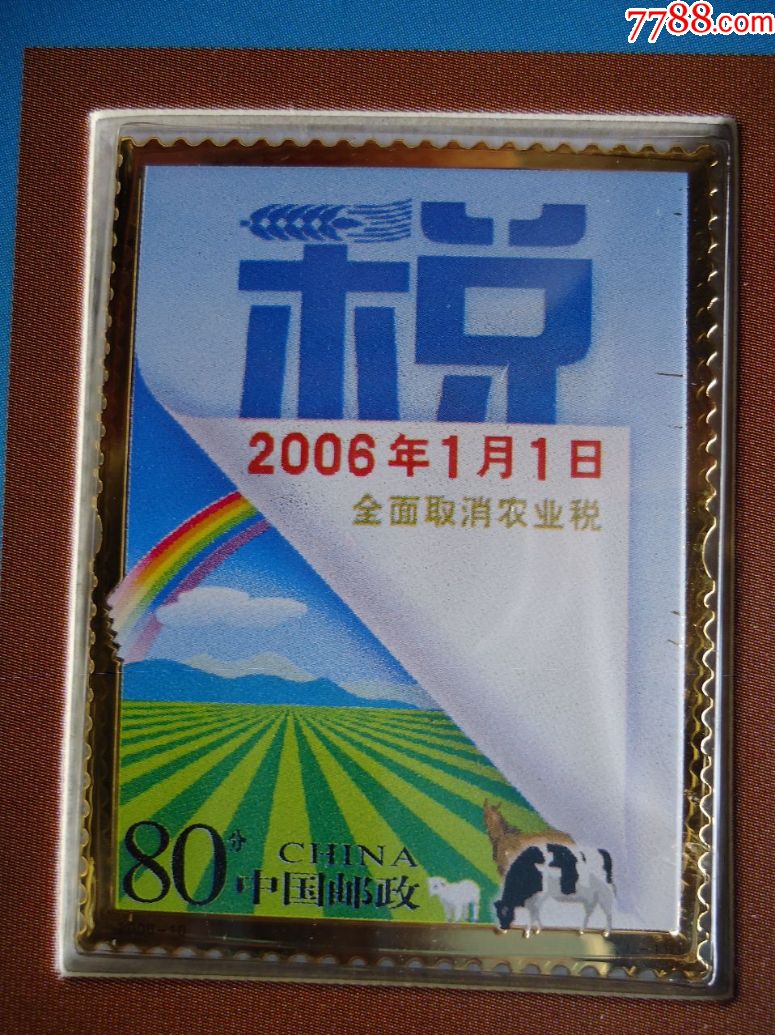 7788.com
税
2006年1月1日
全面取消农业税
80分 CHINA
中国邮政